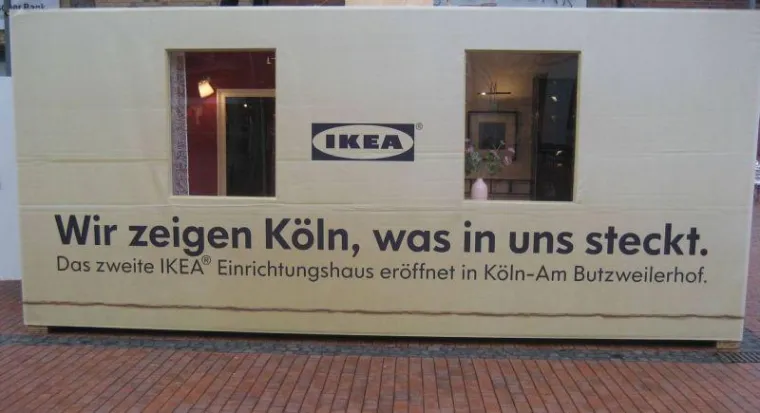 IKEA®
Wir zeigen Köln, was in uns steckt.
Das zweite IKEA® Einrichtungshaus eröffnet in Köln-Am Butzweilerhof.